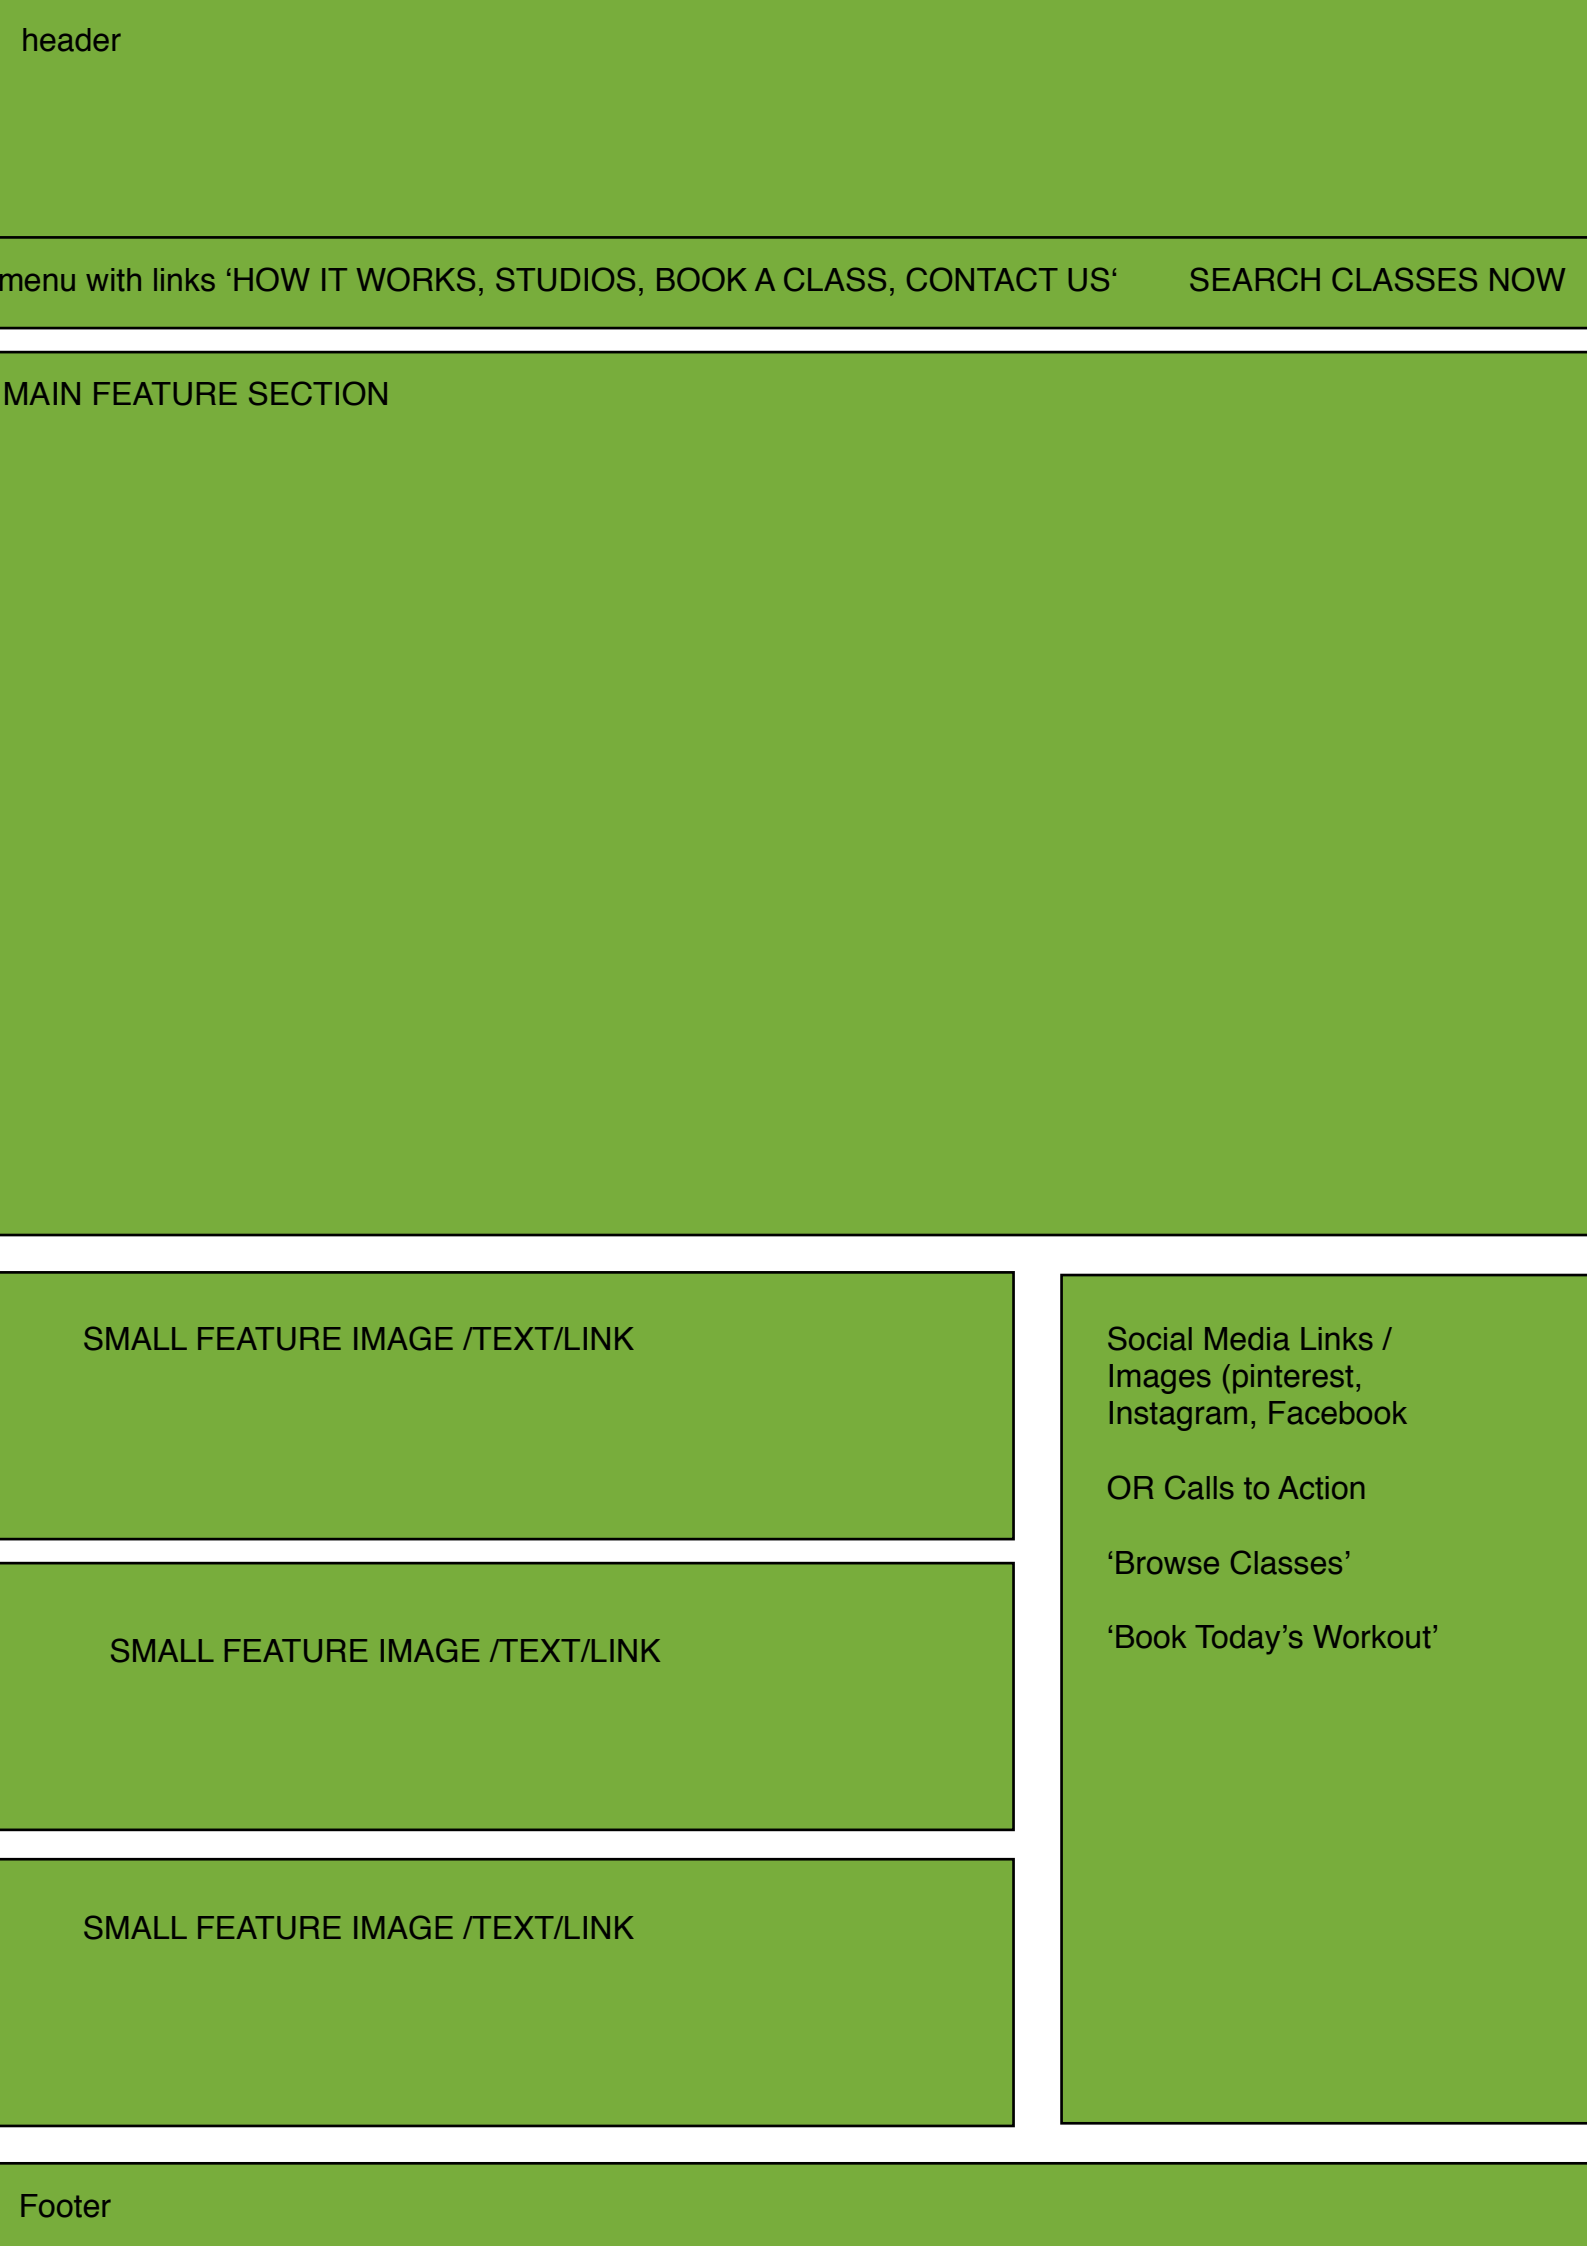 header
menu with links ‘HOW IT WORKS, STUDIOS, BOOK A CLASS, CONTACT US‘ SEARCH CLASSES NOW
MAIN FEATURE SECTION
SMALL FEATURE IMAGE /TEXT/LINK
SMALL FEATURE IMAGE /TEXT/LINK
SMALL FEATURE IMAGE /TEXT/LINK
Social Media Links /
Images (pinterest,
Instagram, Facebook
OR Calls to Action
‘Browse Classes’
‘Book Today’s Workout’
Footer